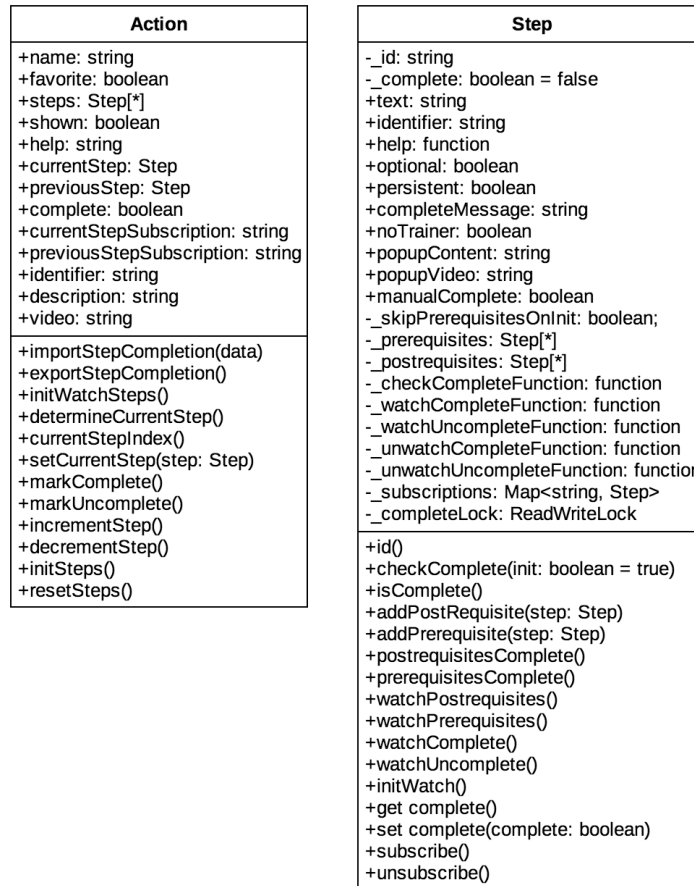 Action
+name: string
+favorite: boolean
+steps: Step[*]
+shown: boolean
+help: string
+currentStep: Step
+previousStep: Step
+complete: boolean
+currentStepSubscription: string
+previousStepSubscription: string
+identifier: string
+description: string
+video: string
+importStepCompletion(data)
+exportStepCompletion()
+initWatchSteps()
+determineCurrentStep()
+currentStepIndex()
+setCurrentStep(step: Step)
+markComplete()
+markUncomplete()
+incrementStep()
+decrementStep()
+initSteps()
+resetSteps()
Step
-_id: string
-_complete: boolean = false
+text: string
+identifier: string
+help: function
+optional: boolean
+persistent: boolean
+completeMessage: string
+noTrainer: boolean
+popupContent: string
+popupVideo: string
+manualComplete: boolean
-_skipPrerequisitesOnInit: boolean;
-_prerequisites: Step[*]
-_postrequisites: Step[*]
-_checkCompleteFunction: function
-_watchCompleteFunction: function
-_watchUncompleteFunction: function
-_unwatchCompleteFunction: function
-_unwatchUncompleteFunction: function
-_subscriptions: Map<string, Step>
-_completeLock: ReadWriteLock
+id()
+checkComplete(init: boolean = true)
+isComplete()
+addPostRequisite(step: Step)
+addPrerequisite(step: Step)
+postrequisitesComplete()
+prerequisitesComplete()
+watchPostrequisites()
+watchPrerequisites()
+watchComplete()
+watchUncomplete()
+initWatch()
+get complete()
+set complete(complete: boolean)
+subscribe()
+unsubscribe()